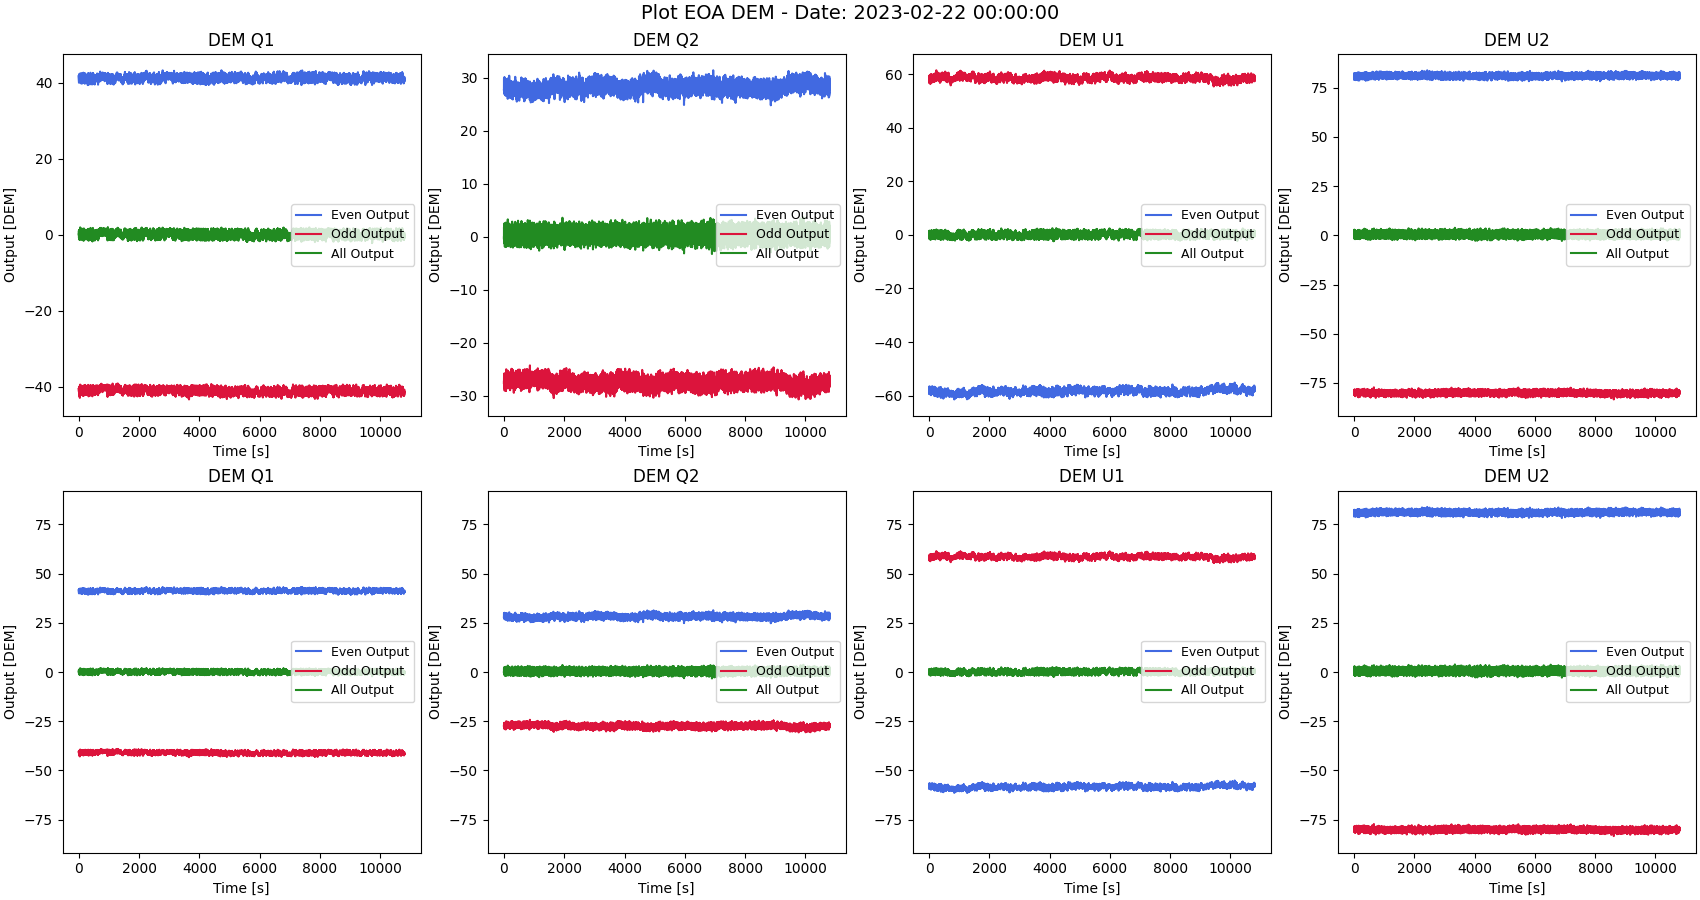 Plot EOA DEM - Date: 2023-02-22 00:00:00
DEM Q1
Output [DEM]
40
20
0
−20
−40
0 2000 4000 6000 8000 10000
Time [s]
Even Output
Odd Output
All Output
DEM Q2
Output [DEM]
30
20
10
0
−10
−20
−30
0 2000 4000 6000 8000 10000
Time [s]
Even Output
Odd Output
All Output
DEM U1
Output [DEM]
60
40
20
0
−20
−40
−60
0 2000 4000 6000 8000 10000
Time [s]
Even Output
Odd Output
All Output
DEM U2
Output [DEM]
75
50
25
0
−25
−50
−75
0 2000 4000 6000 8000 10000
Time [s]
Even Output
Odd Output
All Output
DEM Q1
Output [DEM]
75
50
25
0
−25
−50
−75
0 2000 4000 6000 8000 10000
Time [s]
Even Output
Odd Output
All Output
DEM Q2
Output [DEM]
75
50
25
0
−25
−50
−75
0 2000 4000 6000 8000 10000
Time [s]
Even Output
Odd Output
All Output
DEM U1
Output [DEM]
75
50
25
0
−25
−50
−75
0 2000 4000 6000 8000 10000
Time [s]
Even Output
Odd Output
All Output
DEM U2
Output [DEM]
75
50
25
0
−25
−50
−75
0 2000 4000 6000 8000 10000
Time [s]
Even Output
Odd Output
All Output